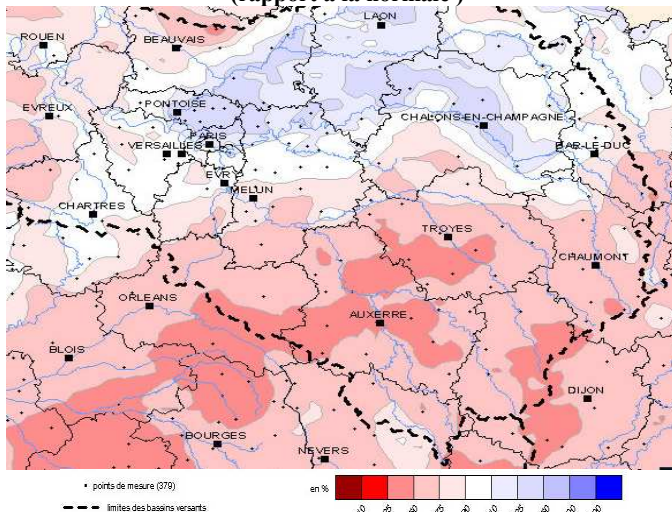 (rapport à la normale )
LAON
ROUEN
BEAUVAIS
PONTOISE
EVREUX
CHALONS-EN-CHAMPAGNE
PARIS
VERSAILLES
BAR-LE-DUC
EVRY
MELUN
CHARTRES
TROYES
CHAUMONT
ORLEANS
AUXERRE
BLOIS
DIJON
BOURGES
NEVERS
points de mesure (379)
en %
limites des bassins versants